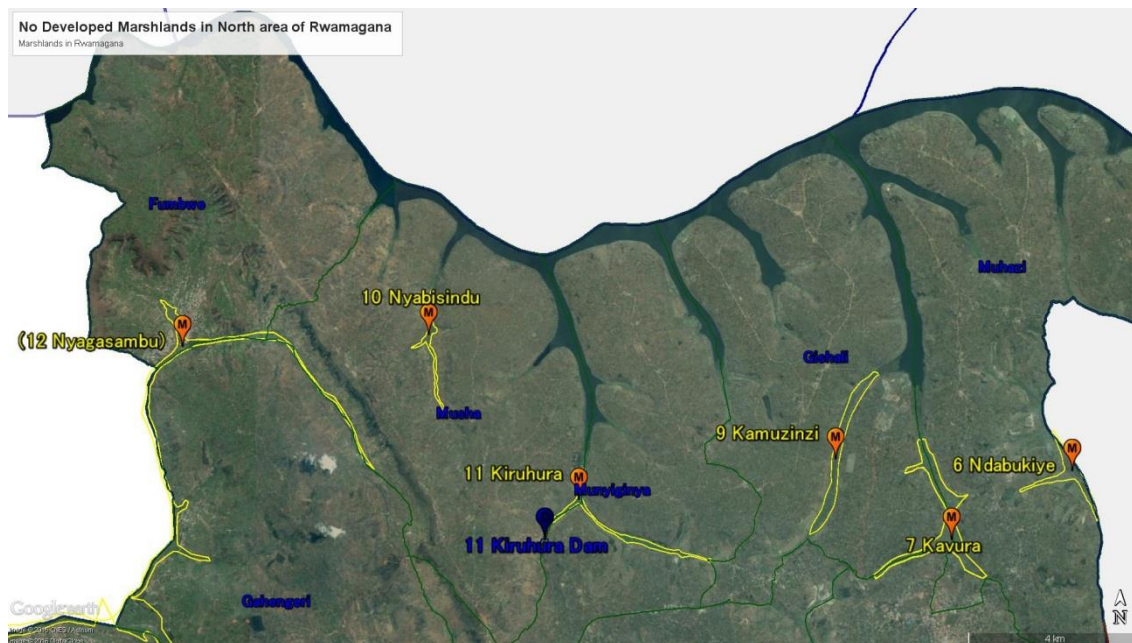 No Developed Marshlands in North area of Rwamagana
Marshlands in Rwamagana
Fumbwe
Muhazi
10 Nyabisindu
(12 Nyagasambu)
Gishali
Musha
9 Kamuzinzi
6 Ndabukiye
11 Kiruhura
Munyiginya
11 Kiruhura Dam
7 Kavura
Gahengeri
Google earth
N
4 km
M
M
M
M
M
M